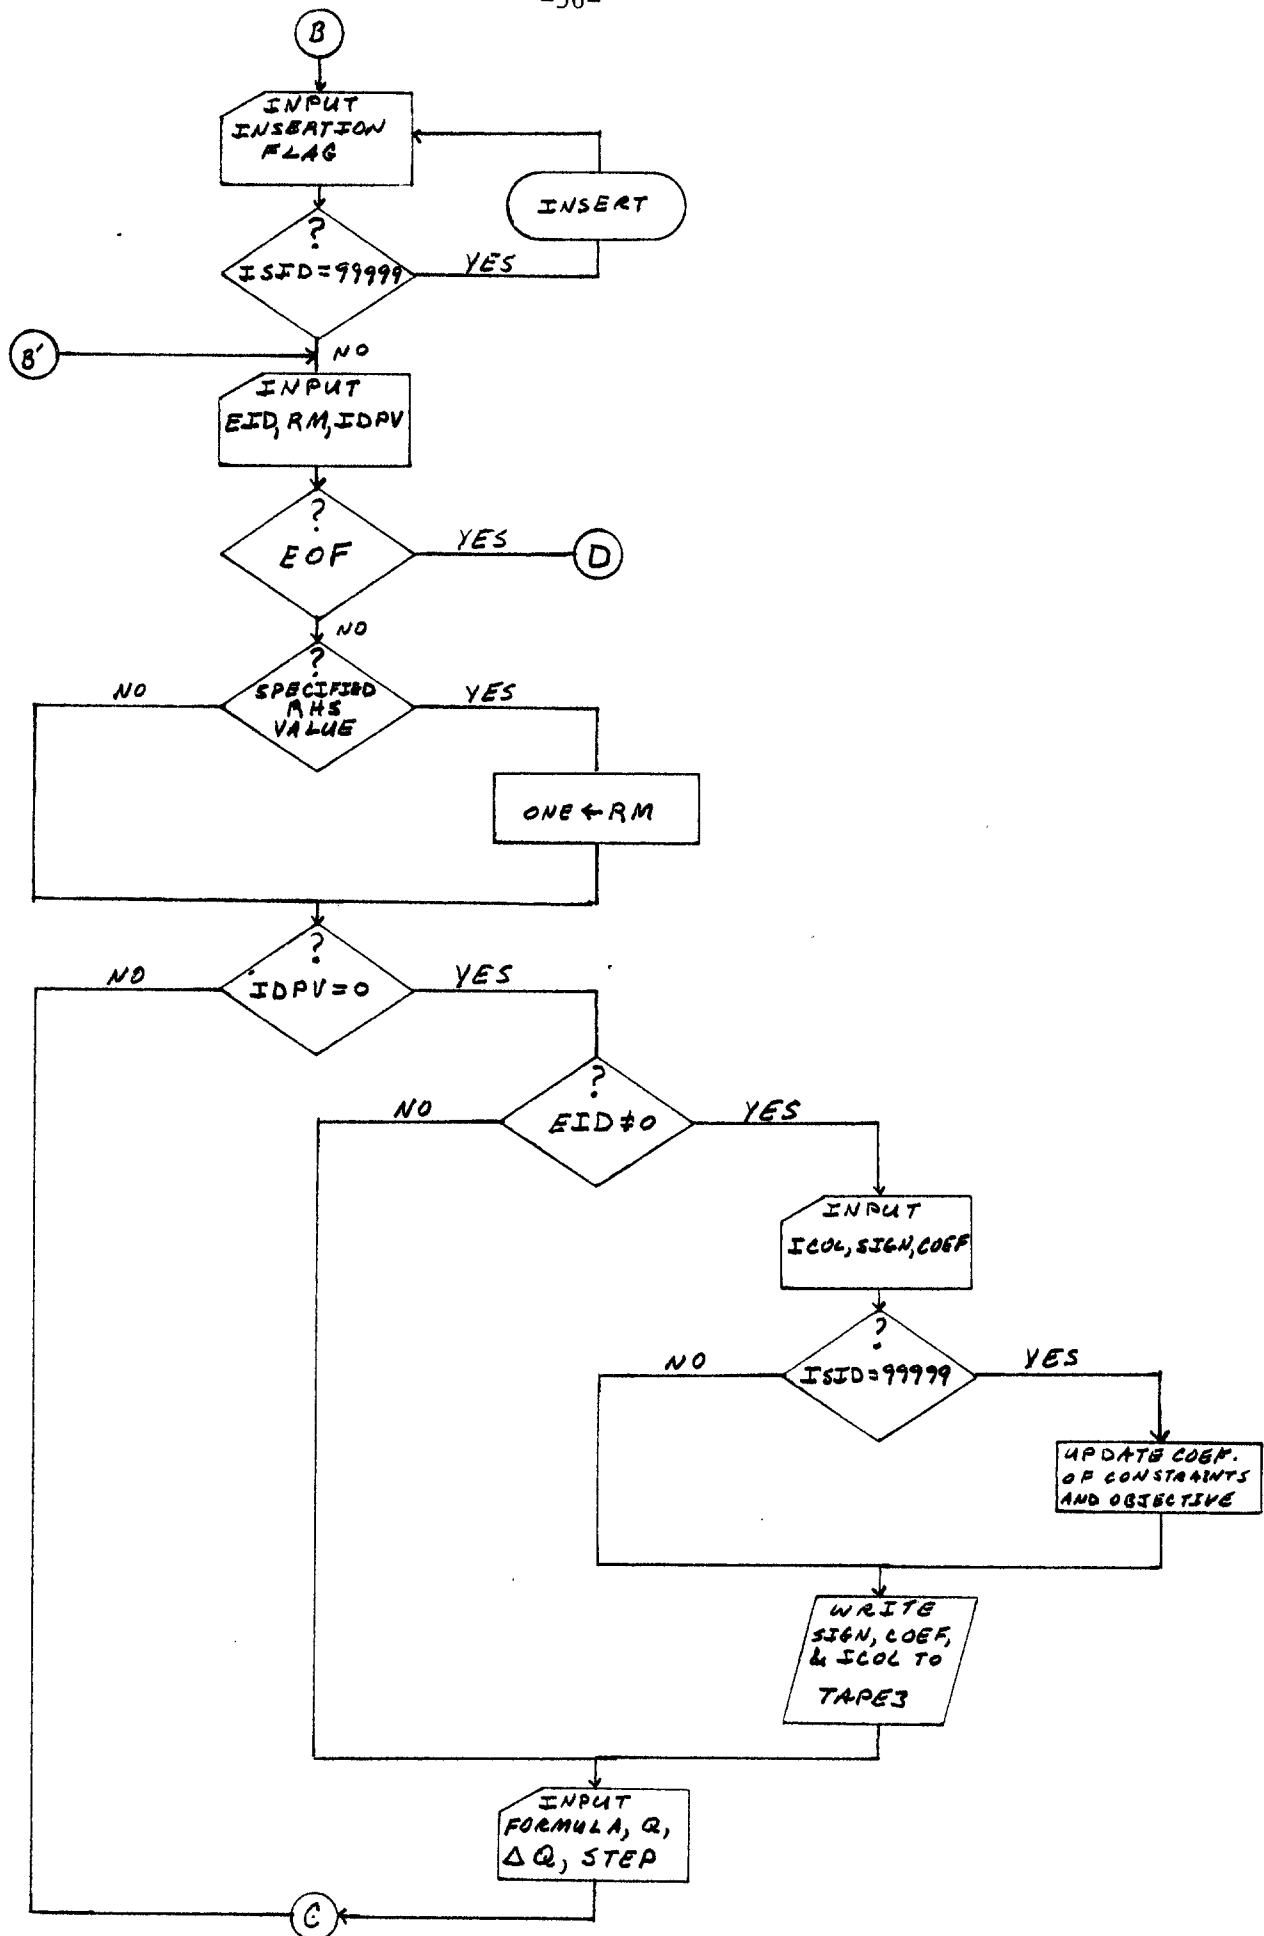 B
INPUT
INSERTION
FLAG
INSERT
?
ISID=99999
YES
B'
NO
INPUT
EID, RM, IDPV
?
EOF
YES
D
NO
?
NO
SPECIFIED
RHS
VALUE
YES
ONE ← RM
?
NO
IDPV=0
YES
?
NO
EID≠0
YES
INPUT
ICOL, SIGN, COEF
?
NO
ISID=99999
YES
UPDATE COEF.
OF CONSTRAINTS
AND OBJECTIVE
WRITE
SIGN, COEF,
& ICOL TO
TAPE3
INPUT
FORMULA, Q,
ΔQ, STEP
C